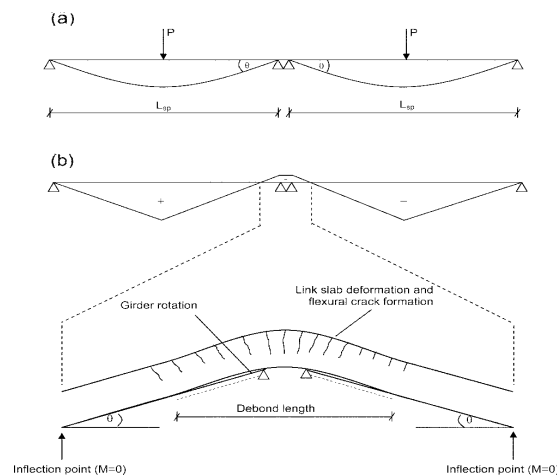 (a)
P P
θ θ
Lsp Lsp
(b)
+ −
Link slab deformation and
flexural crack formation
Girder rotation
Debond length
θ θ
Inflection point (M=0) Inflection point (M=0)